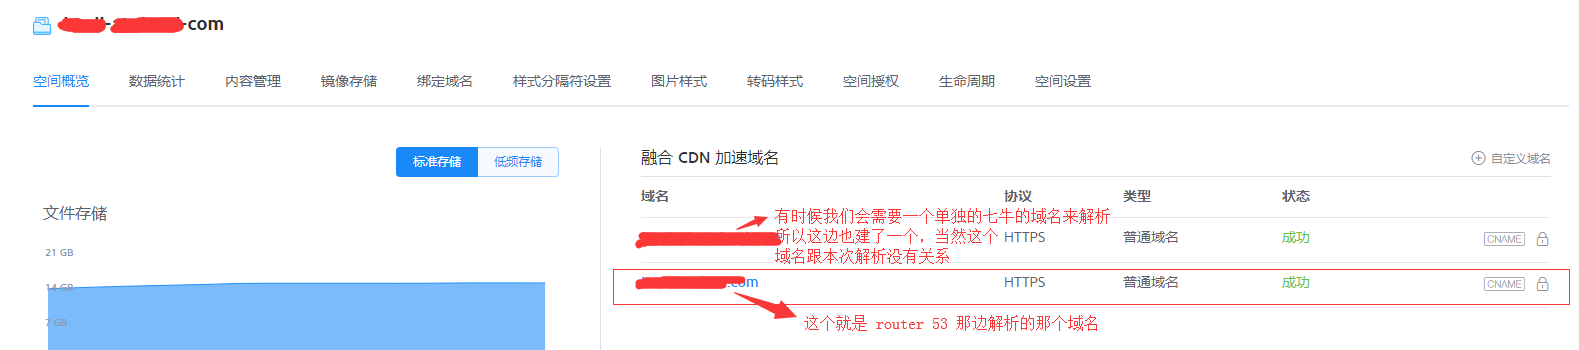 -com
空间概览 数据统计 内容管理 镜像存储 绑定域名 样式分隔符设置 图片样式 转码样式 空间授权 生命周期 空间设置
标准存储 低频存储
文件存储
21 GB
14 GB
7 GB
融合 CDN 加速域名 自定义域名
域名 协议 类型 状态
有时候我们会需要一个单独的七牛的域名来解析
所以这边也建了一个，当然这个
域名跟本次解析没有关系
HTTPS 普通域名 成功 CNAME
.com HTTPS 普通域名 成功 CNAME
这个就是 router 53 那边解析的那个域名